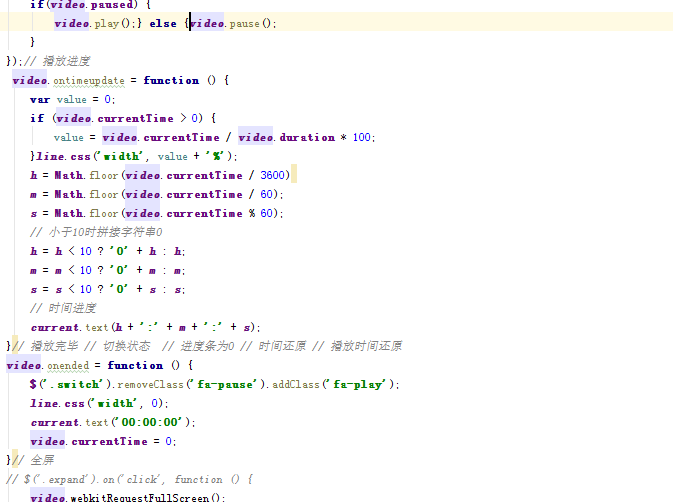 if(video.paused) {
video.play();} else {video.pause();
}
});// 播放进度
video.ontimeupdate = function () {
var value = 0;
if (video.currentTime > 0) {
value = video.currentTime / video.duration * 100;
}line.css('width', value + '%');
h = Math.floor(video.currentTime / 3600)
m = Math.floor(video.currentTime / 60);
s = Math.floor(video.currentTime % 60);
// 小于10时拼接字符串0
h = h < 10 ? '0' + h : h;
m = m < 10 ? '0' + m : m;
s = s < 10 ? '0' + s : s;
// 时间进度
current.text(h + ':' + m + ':' + s);
}// 播放完毕 // 切换状态  // 进度条为0 // 时间还原 // 播放时间还原
video.onended = function () {
$('.switch').removeClass('fa-pause').addClass('fa-play');
line.css('width', 0);
current.text('00:00:00');
video.currentTime = 0;
}// 全屏
// $('.expand').on('click', function () {
video.webkitRequestFullScreen();